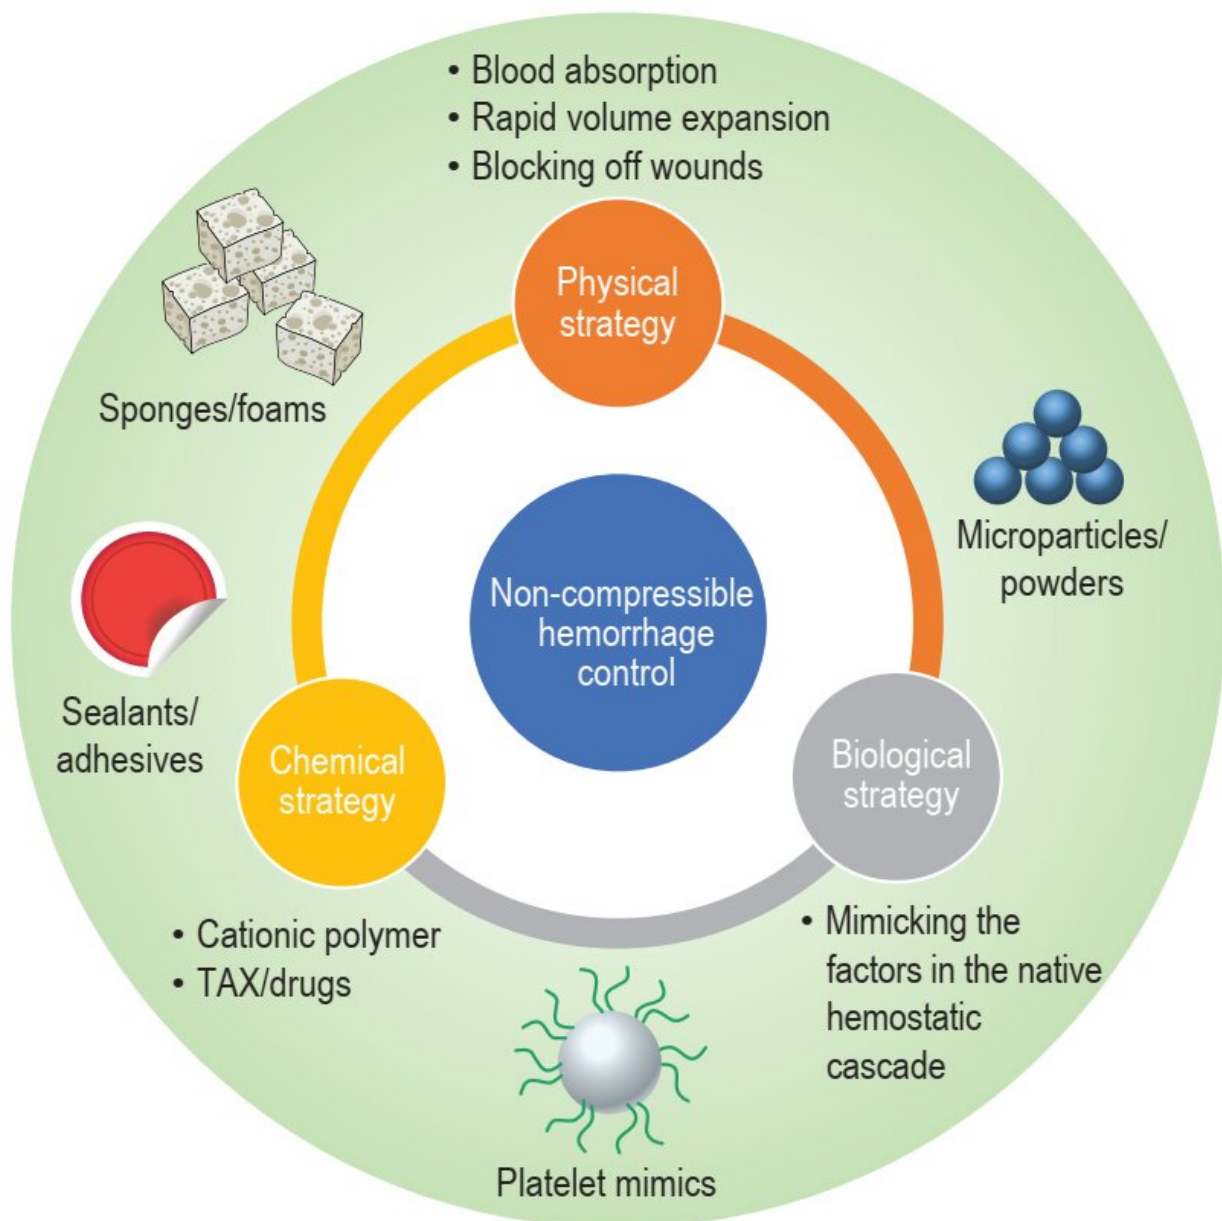 • Blood absorption
• Rapid volume expansion
• Blocking off wounds
Physical
strategy
Sponges/foams
Microparticles/
powders
Non-compressible
hemorrhage
control
Sealants/
adhesives
Chemical
strategy
Biological
strategy
• Cationic polymer
• TAX/drugs
• Mimicking the
factors in the native
hemostatic
cascade
Platelet mimics